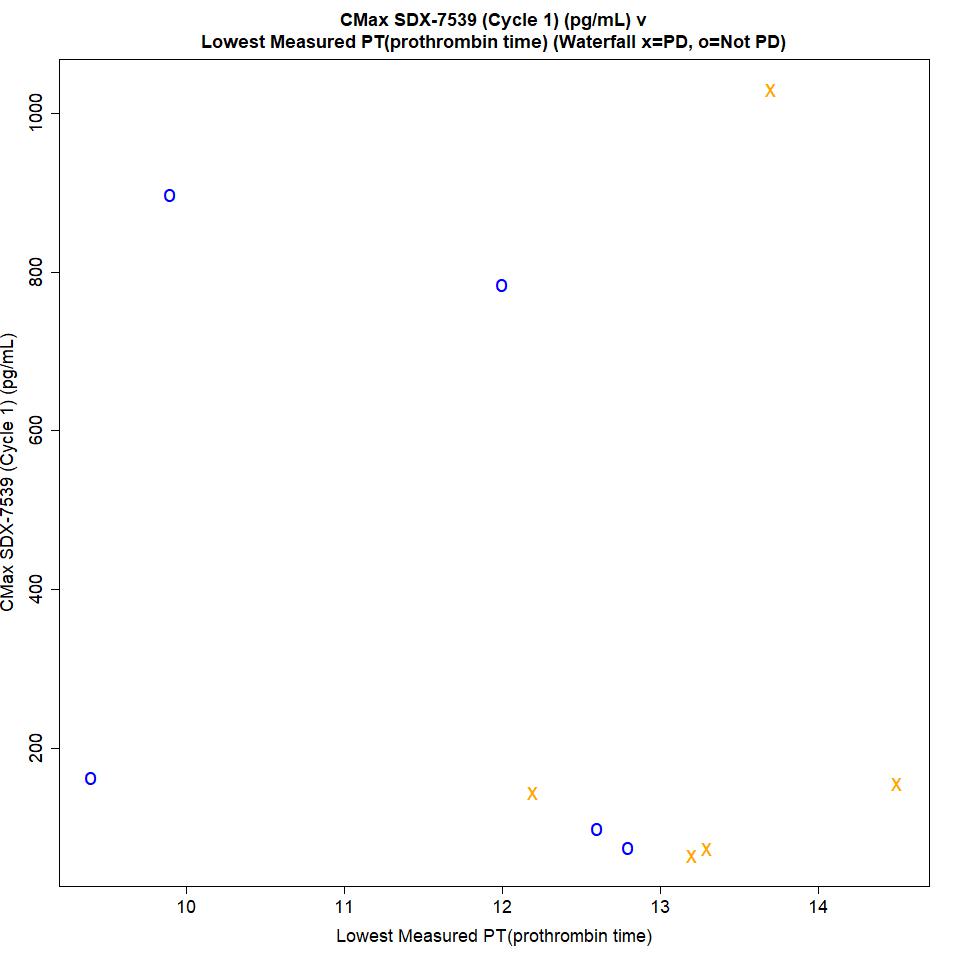 CMax SDX-7539 (Cycle 1) (pg/mL) v
Lowest Measured PT(prothrombin time) (Waterfall x=PD, o=Not PD)
CMax SDX-7539 (Cycle 1) (pg/mL)
1000
800
600
400
200
X
O
O
O
X
X
O
O
X
X
10
11
12
13
14
Lowest Measured PT(prothrombin time)